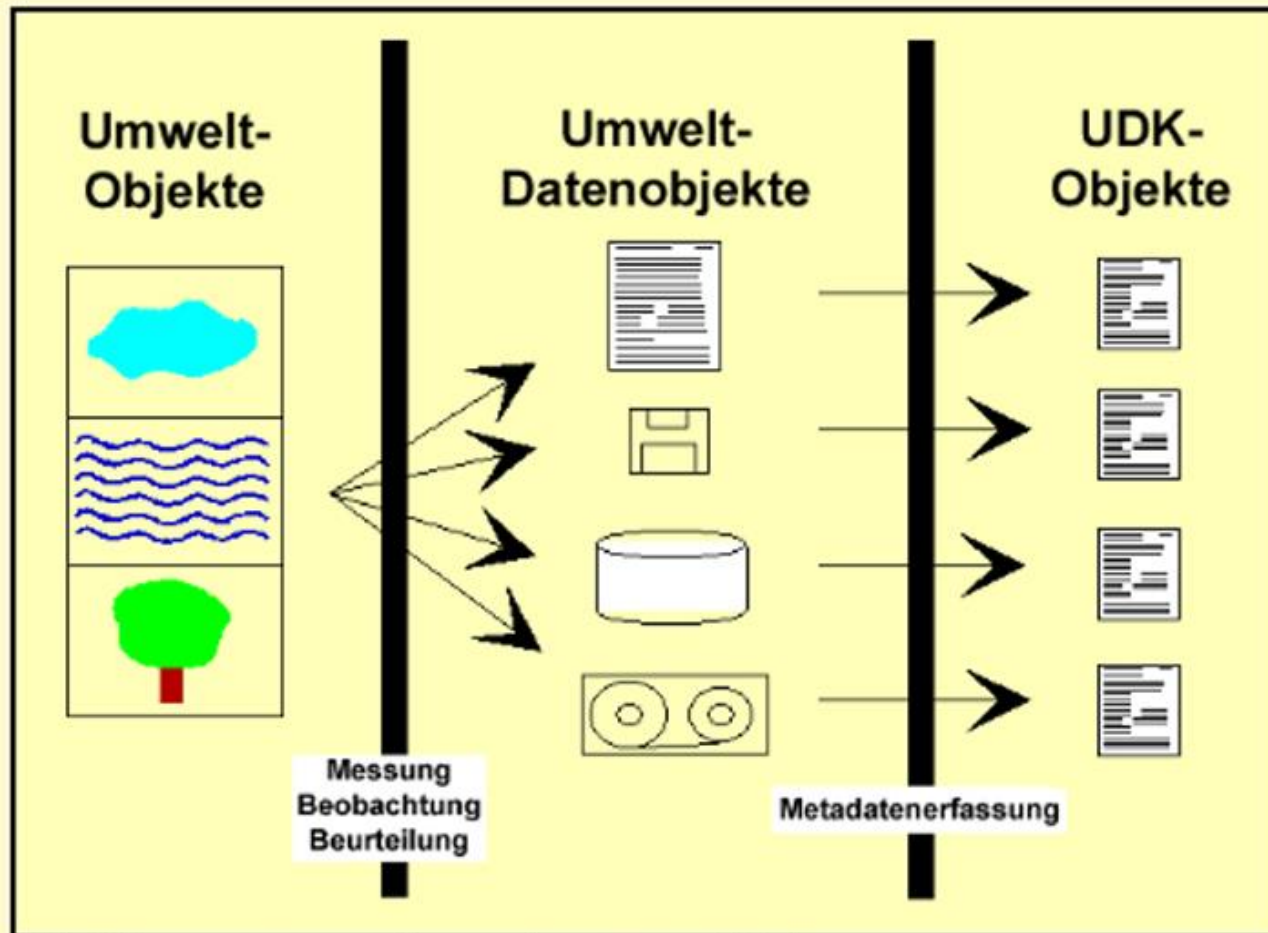 Umwelt-
Objekte
Umwelt-
Datenobjekte
UDK-
Objekte
Messung
Beobachtung
Beurteilung
Metadatenerfassung